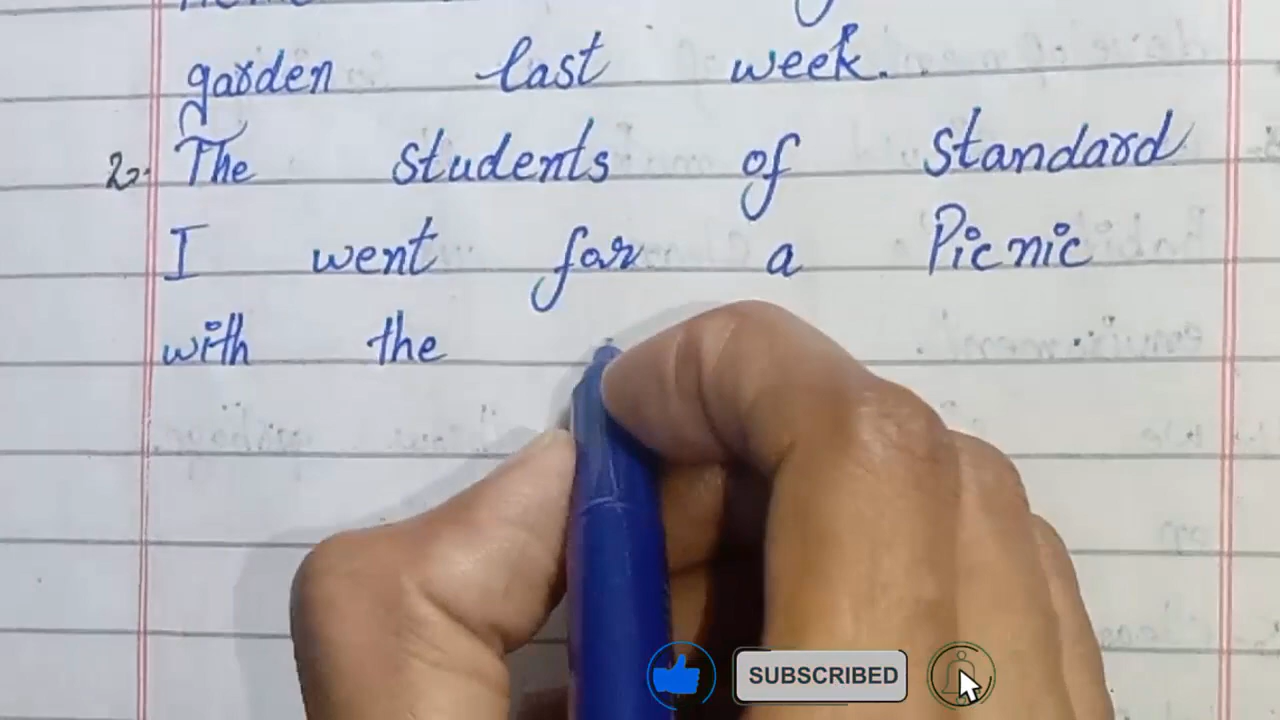 garden last week.
2. The students of Standard
I went for a Picnic
with the
SUBSCRIBED